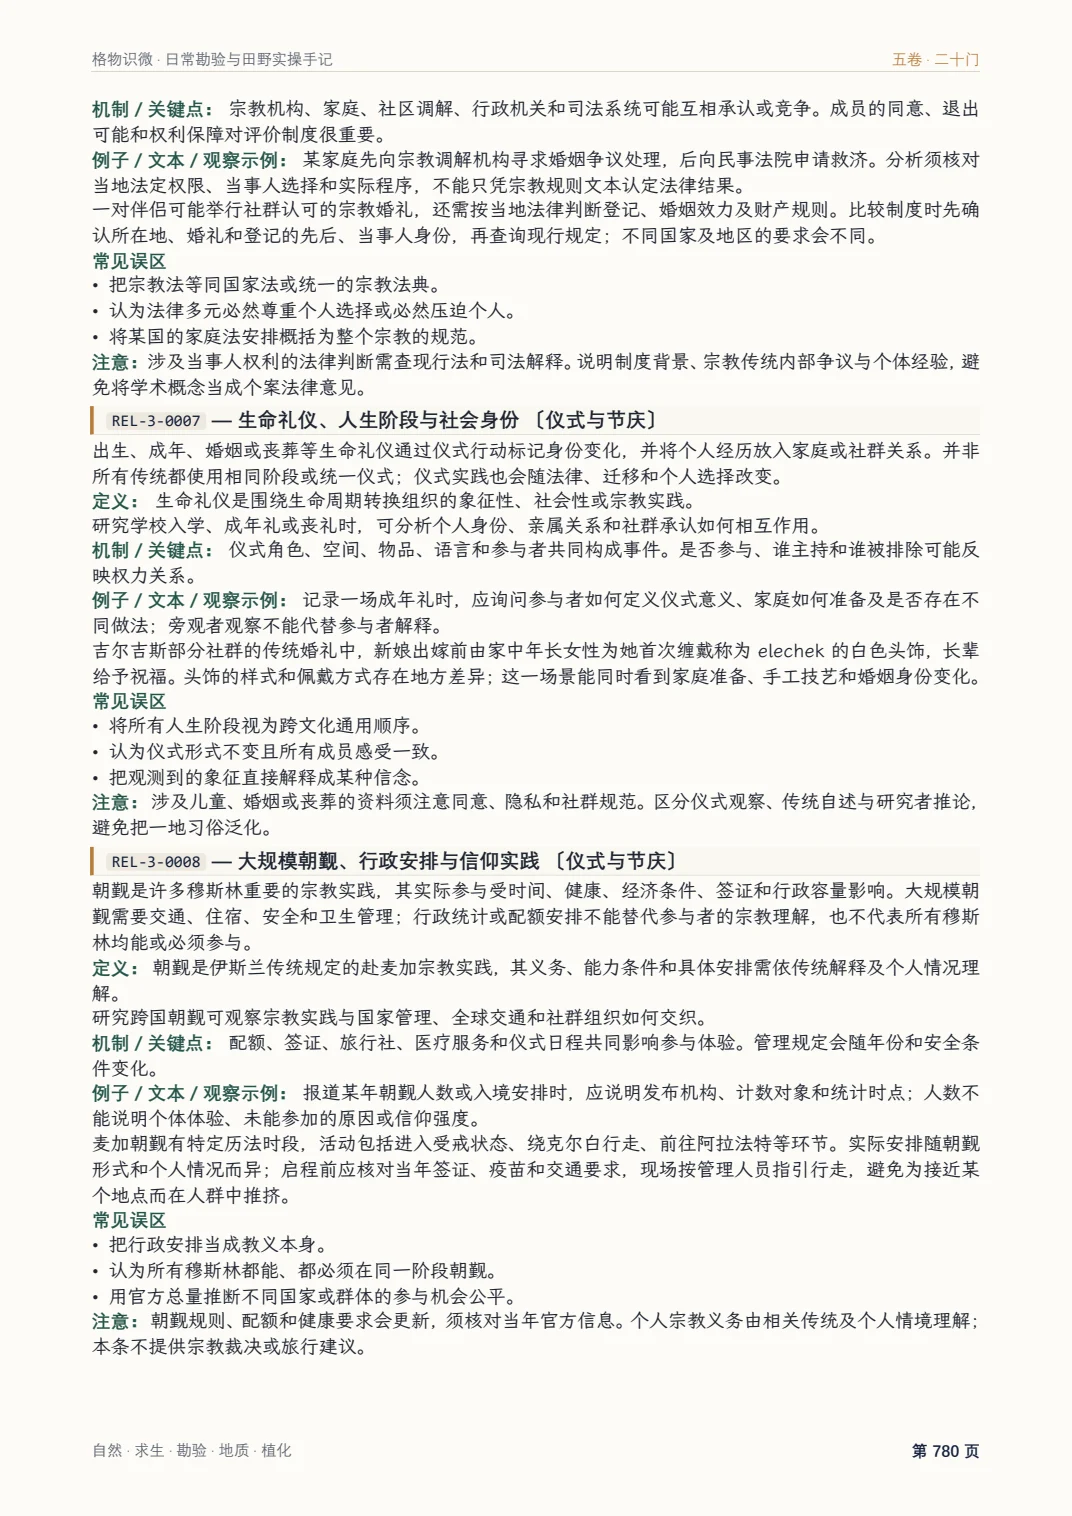 格物识微 · 日常勘验与田野实操手记
五卷 · 二十门
机制 / 关键点： 宗教机构、家庭、社区调解、行政机关和司法系统可能互相承认或竞争。成员的同意、退出
可能和权利保障对评价制度很重要。
例子 / 文本 / 观察示例： 某家庭先向宗教调解机构寻求婚姻争议处理，后向民事法院申请救济。分析须核对
当地法定权限、当事人选择和实际程序，不能只凭宗教规则文本认定法律结果。
一对伴侣可能举行社群认可的宗教婚礼，还需按当地法律判断登记、婚姻效力及财产规则。比较制度时先确
认所在地、婚礼和登记的先后、当事人身份，再查询现行规定；不同国家及地区的要求会不同。
常见误区
• 把宗教法等同国家法或统一的宗教法典。
• 认为法律多元必然尊重个人选择或必然压迫个人。
• 将某国的家庭法安排概括为整个宗教的规范。
注意：涉及当事人权利的法律判断需查现行法和司法解释。说明制度背景、宗教传统内部争议与个体经验，避
免将学术概念当成个案法律意见。
REL-3-0007 — 生命礼仪、人生阶段与社会身份 〔仪式与节庆〕
出生、成年、婚姻或丧葬等生命礼仪通过仪式行动标记身份变化，并将个人经历放入家庭或社群关系。并非
所有传统都使用相同阶段或统一仪式；仪式实践也会随法律、迁移和个人选择改变。
定义： 生命礼仪是围绕生命周期转换组织的象征性、社会性或宗教实践。
研究学校入学、成年礼或丧礼时，可分析个人身份、亲属关系和社群承认如何相互作用。
机制 / 关键点： 仪式角色、空间、物品、语言和参与者共同构成事件。是否参与、谁主持和谁被排除可能反
映权力关系。
例子 / 文本 / 观察示例： 记录一场成年礼时，应询问参与者如何定义仪式意义、家庭如何准备及是否存在不
同做法；旁观者观察不能代替参与者解释。
吉尔吉斯部分社群的传统婚礼中，新娘出嫁前由家中年长女性为她首次缠戴称为 elechek 的白色头饰，长辈
给予祝福。头饰的样式和佩戴方式存在地方差异；这一场景能同时看到家庭准备、手工技艺和婚姻身份变化。
常见误区
• 将所有人生阶段视为跨文化通用顺序。
• 认为仪式形式不变且所有成员感受一致。
• 把观测到的象征直接解释成某种信念。
注意： 涉及儿童、婚姻或丧葬的资料须注意同意、隐私和社群规范。区分仪式观察、传统自述与研究者推论，
避免把一地习俗泛化。
REL-3-0008 — 大规模朝觐、行政安排与信仰实践 〔仪式与节庆〕
朝觐是许多穆斯林重要的宗教实践，其实际参与受时间、健康、经济条件、签证和行政容量影响。大规模朝
觐需要交通、住宿、安全和卫生管理；行政统计或配额安排不能替代参与者的宗教理解，也不代表所有穆斯
林均能或必须参与。
定义： 朝觐是伊斯兰传统规定的赴麦加宗教实践，其义务、能力条件和具体安排需依传统解释及个人情况理
解。
研究跨国朝觐可观察宗教实践与国家管理、全球交通和社群组织如何交织。
机制 / 关键点： 配额、签证、旅行社、医疗服务和仪式日程共同影响参与体验。管理规定会随年份和安全条
件变化。
例子 / 文本 / 观察示例： 报道某年朝觐人数或入境安排时，应说明发布机构、计数对象和统计时点；人数不
能说明个体体验、未能参加的原因或信仰强度。
麦加朝觐有特定历法时段，活动包括进入受戒状态、绕克尔白行走、前往阿拉法特等环节。实际安排随朝觐
形式和个人情况而异；启程前应核对当年签证、疫苗和交通要求，现场按管理人员指引行走，避免为接近某
个地点而在人群中推挤。
常见误区
• 把行政安排当成教义本身。
• 认为所有穆斯林都能、都必须在同一阶段朝觐。
• 用官方总量推断不同国家或群体的参与机会公平。
注意： 朝觐规则、配额和健康要求会更新，须核对当年官方信息。个人宗教义务由相关传统及个人情境理解；
本条不提供宗教裁决或旅行建议。
自然 · 求生 · 勘验 · 地质 · 植化
第 780 页